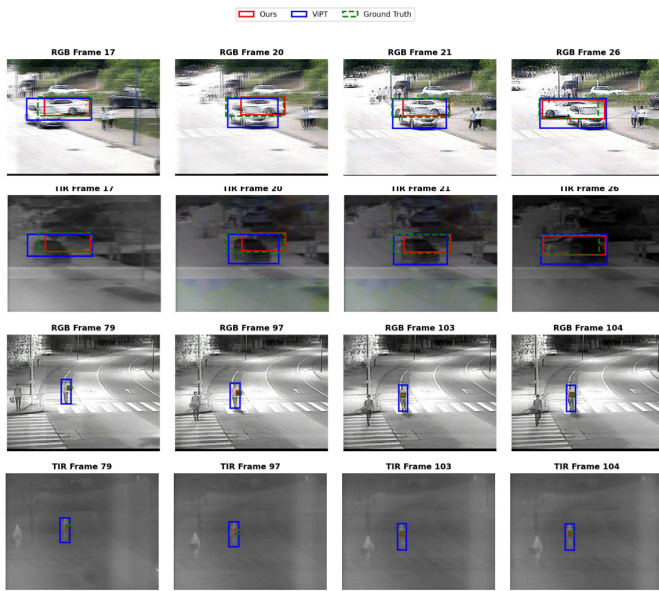 Ours ViPT Ground Truth
RGB Frame 17 RGB Frame 20 RGB Frame 21 RGB Frame 26
TIR Frame 17 TIR Frame 20 TIR Frame 21 TIR Frame 26
RGB Frame 79 RGB Frame 97 RGB Frame 103 RGB Frame 104
TIR Frame 79 TIR Frame 97 TIR Frame 103 TIR Frame 104